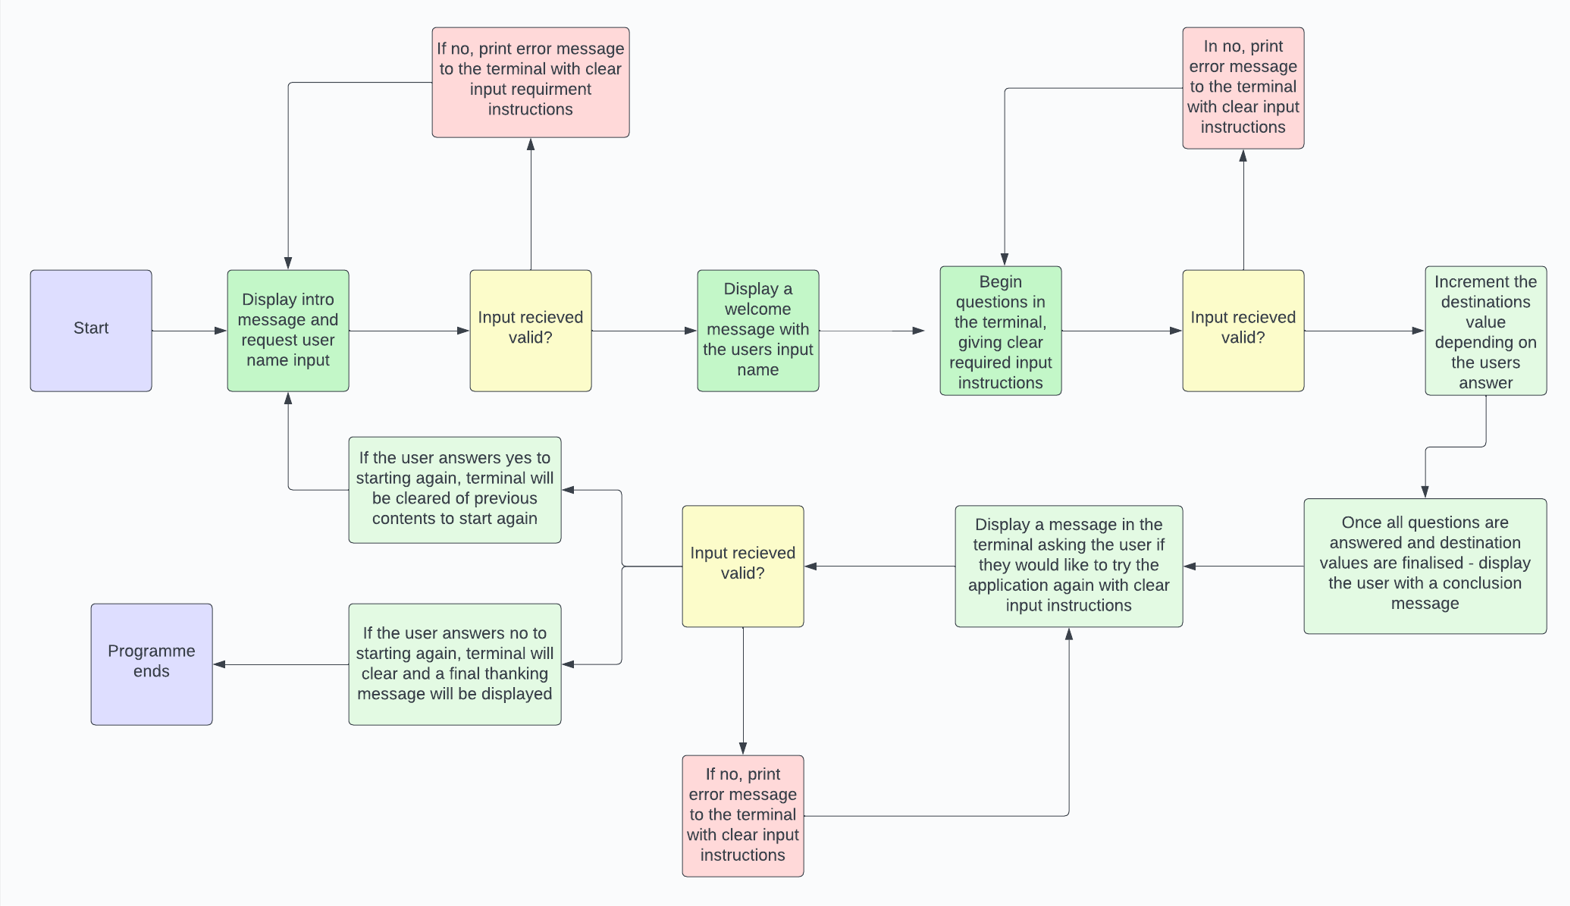 If no, print error message
to the terminal with clear
input requirment
instructions
In no, print
error message
to the terminal
with clear input
instructions
Start
Display intro
message and
request user
name input
Input recieved
valid?
Display a
welcome
message with
the users input
name
Begin
questions in
the terminal,
giving clear
required input
instructions
Input recieved
valid?
Increment the
destinations
value
depending on
the users
answer
If the user answers yes to
starting again, terminal will
be cleared of previous
contents to start again
Input recieved
valid?
Display a message in the
terminal asking the user if
they would like to try the
application again with clear
input instructions
Once all questions are
answered and destination
values are finalised - display
the user with a conclusion
message
Programme
ends
If the user answers no to
starting again, terminal will
clear and a final thanking
message will be displayed
If no, print
error message
to the terminal
with clear input
instructions